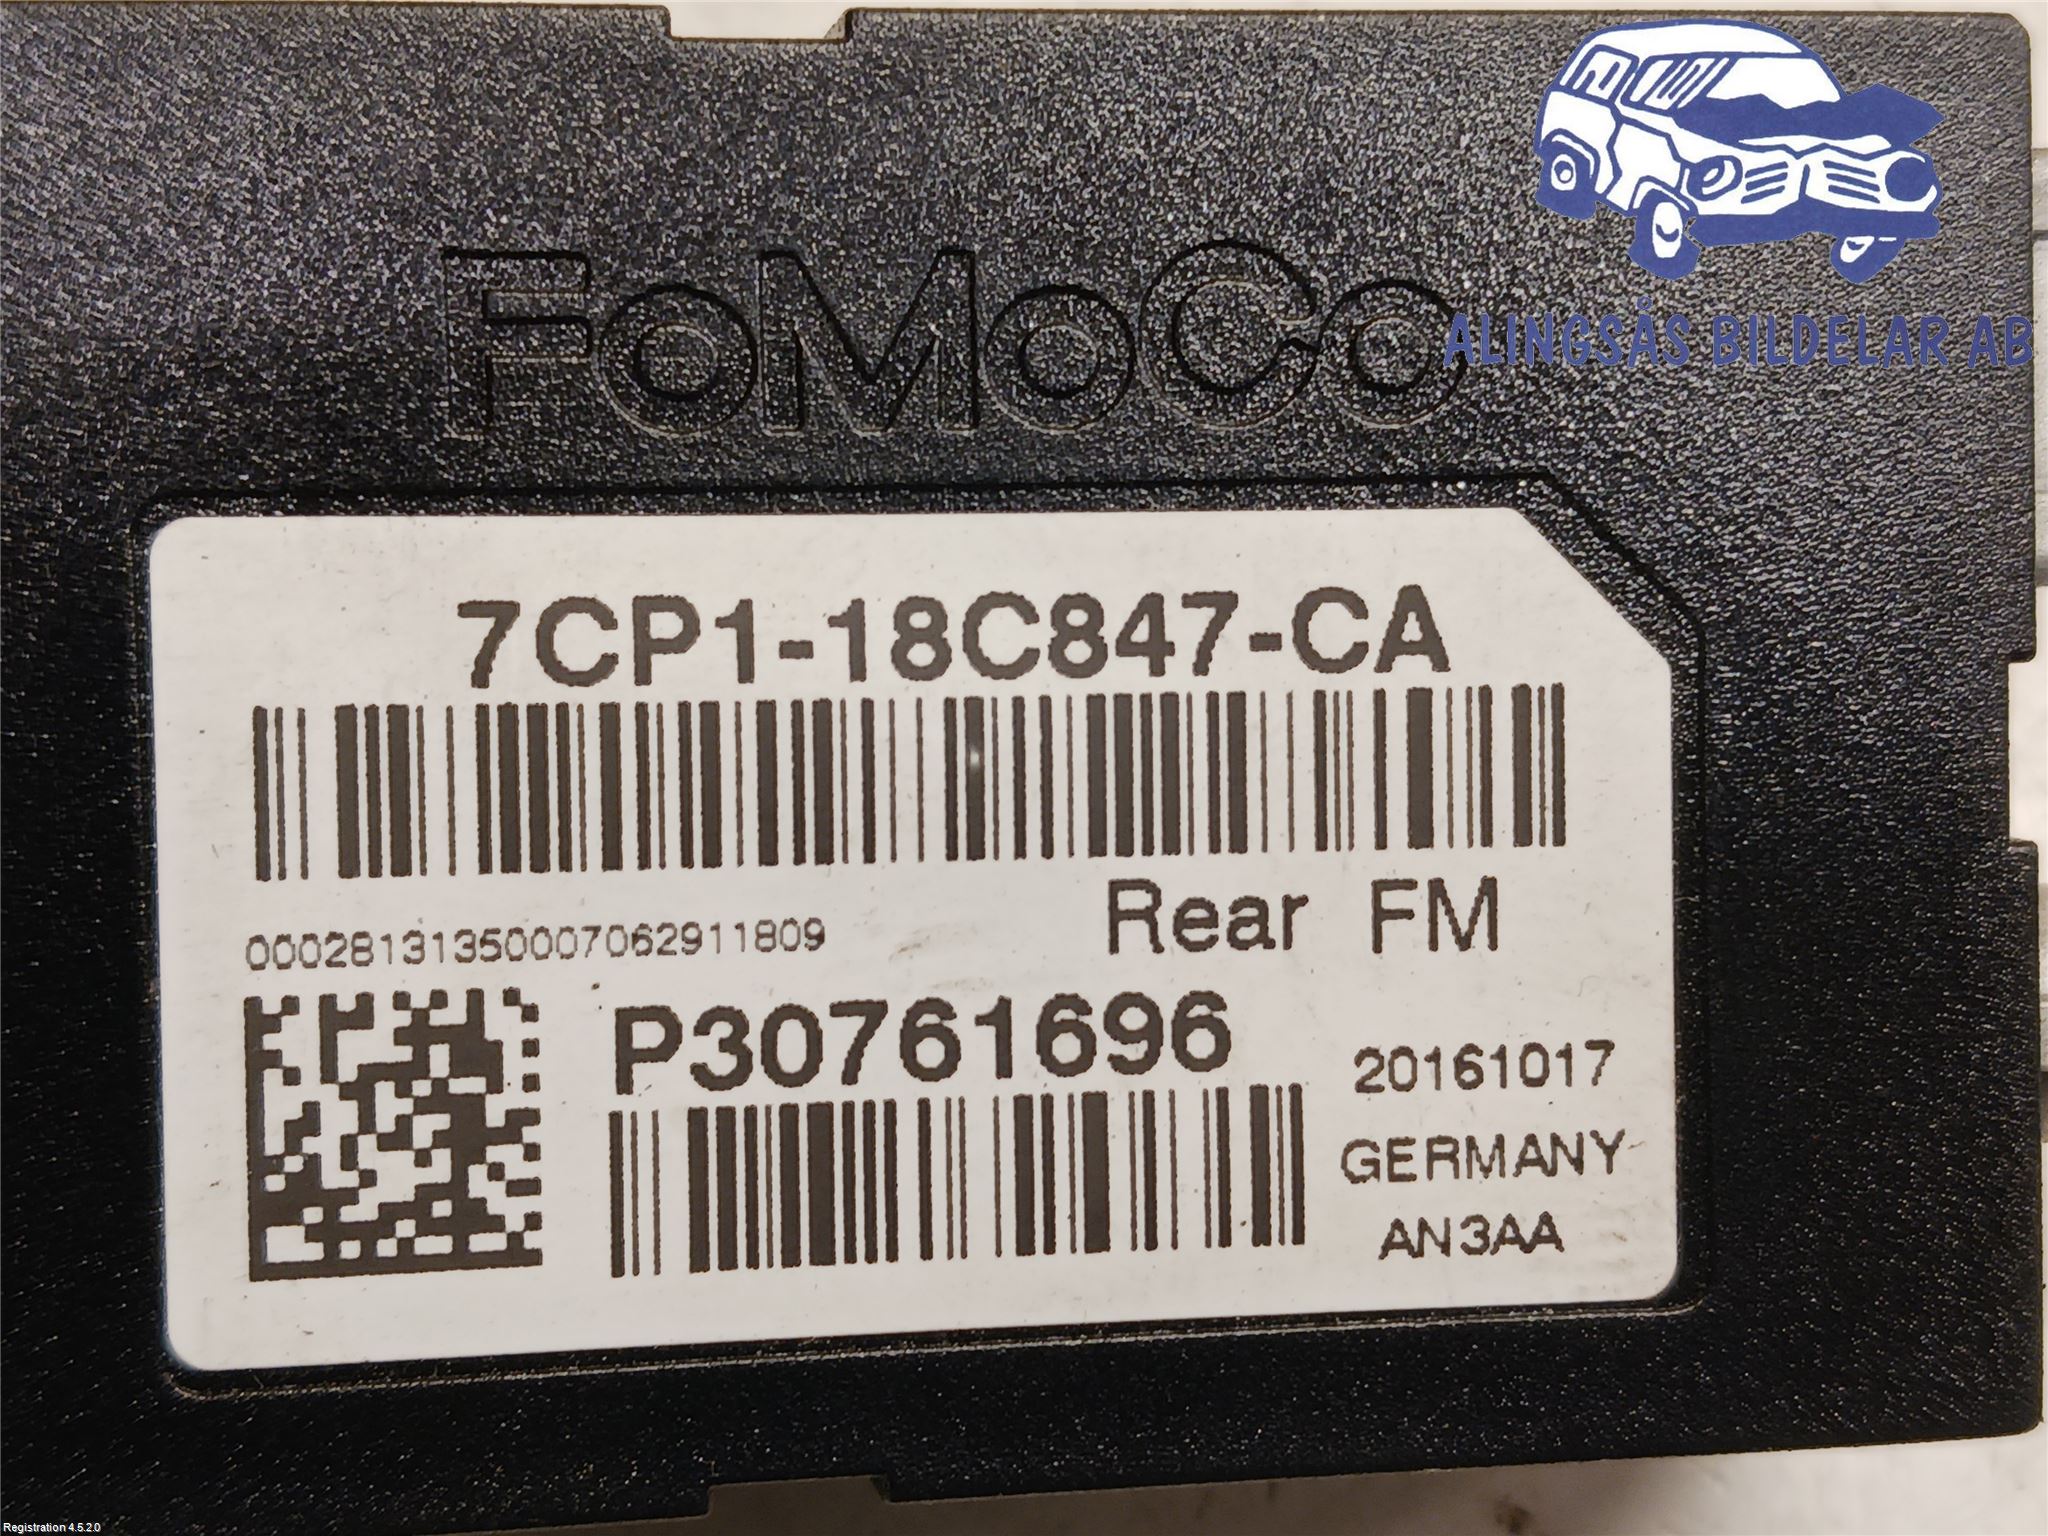 FoMoCo
ALINGSÅS BILDELAR AB
7CP1-18C847-CA
00028131350007062911809
Rear FM
P30761696
20161017
GERMANY
AN3AA
Registration 4.5.2.0